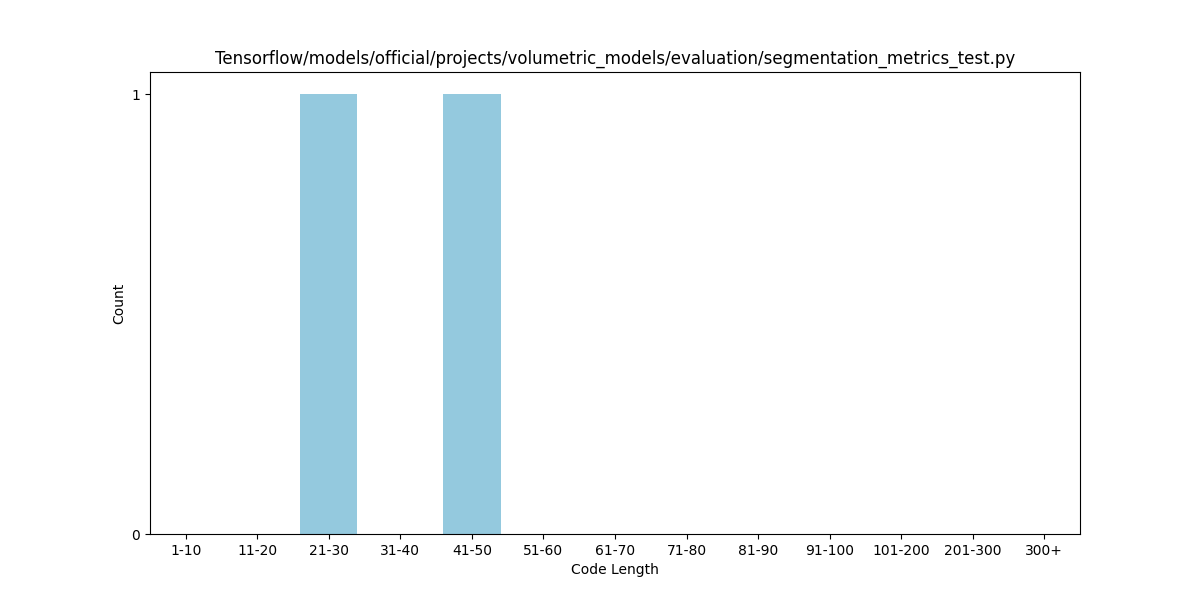 Tensorflow/models/official/projects/volumetric_models/evaluation/segmentation_metrics_test.py
1
Count
0
1-10 11-20 21-30 31-40 41-50 51-60 61-70 71-80 81-90 91-100 101-200 201-300 300+
Code Length